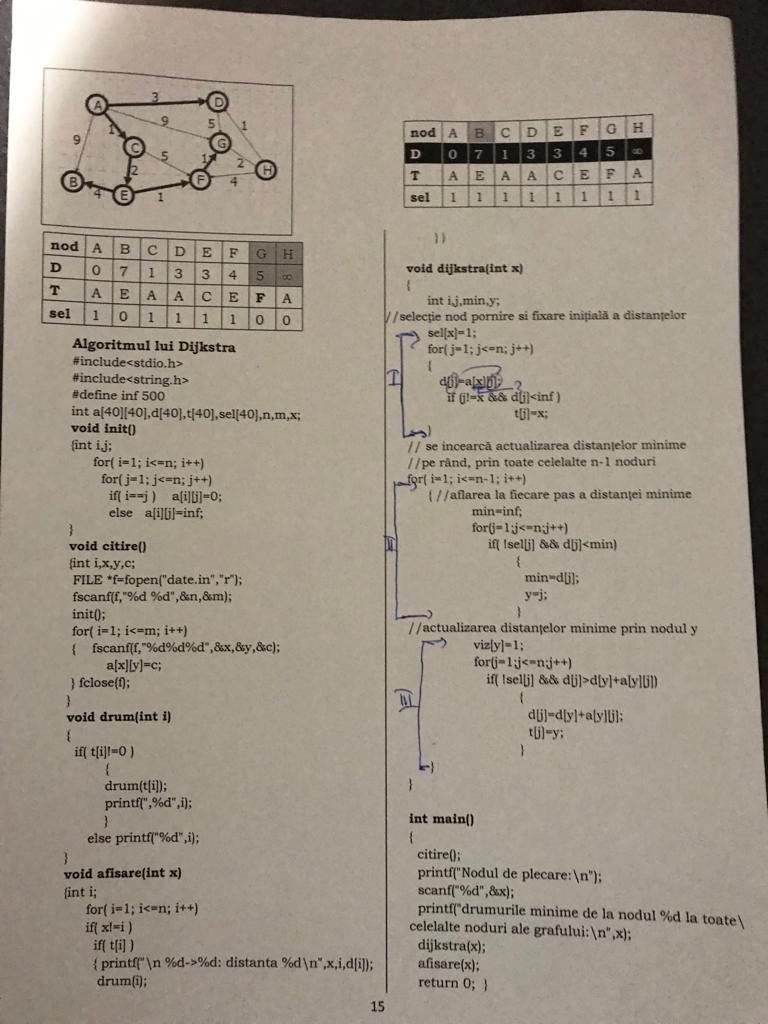 A 3 D
1 9 5 1
9 C G
5 1 2 H
2
B F 4
4 E 1
nod A B C D E F G H
D 0 7 1 3 3 4 5 ∞
T A E A A C E F A
sel 1 0 1 1 1 1 0 0
Algoritmul lui Dijkstra
#include<stdio.h>
#include<string.h>
#define inf 500
int a[40][40],d[40],t[40],sel[40],n,m,x;
void init()
{int i,j;
for( i=1; i<=n; i++)
for( j=1; j<=n; j++)
if( i==j ) a[i][j]=0;
else a[i][j]=inf;
}
void citire()
{int i,x,y,c;
FILE *f=fopen("date.in","r");
fscanf(f,"%d %d",&n,&m);
init();
for( i=1; i<=m; i++)
{ fscanf(f,"%d%d%d",&x,&y,&c);
a[x][y]=c;
} fclose(f);
}
void drum(int i)
{
if( t[i]!=0 )
{
drum(t[i]);
printf(",%d",i);
}
else printf("%d",i);
}
void afisare(int x)
{int i;
for( i=1; i<=n; i++)
if( x!=i )
if( t[i] )
{ printf("\n %d->%d: distanta %d\n",x,i,d[i]);
drum(i);
nod A B C D E F G H
D 0 7 1 3 3 4 5 ∞
T A E A A C E F A
sel 1 1 1 1 1 1 1 1
}}
void dijkstra(int x)
{
int i,j,min,y;
//selecție nod pornire si fixare inițială a distanțelor
sel[x]=1;
for( j=1; j<=n; j++)
{
I d[j]=a[x][j];
if (j!=x && d[j]<inf )
t[j]=x;
}
// se incearcă actualizarea distanțelor minime
//pe rând, prin toate celelalte n-1 noduri
for( i=1; i<=n-1; i++)
{ //aflarea la fiecare pas a distanței minime
min=inf;
for(j=1;j<=n;j++)
II if( !sel[j] && d[j]<min)
{
min=d[j];
y=j;
}
//actualizarea distanțelor minime prin nodul y
viz[y]=1;
for(j=1;j<=n;j++)
if( !sel[j] && d[j]>d[y]+a[y][j])
III {
d[j]=d[y]+a[y][j];
t[j]=y;
}
}
}
int main()
{
citire();
printf("Nodul de plecare:\n");
scanf("%d",&x);
printf("drumurile minime de la nodul %d la toate\
celelalte noduri ale grafului:\n",x);
dijkstra(x);
afisare(x);
return 0; }
15